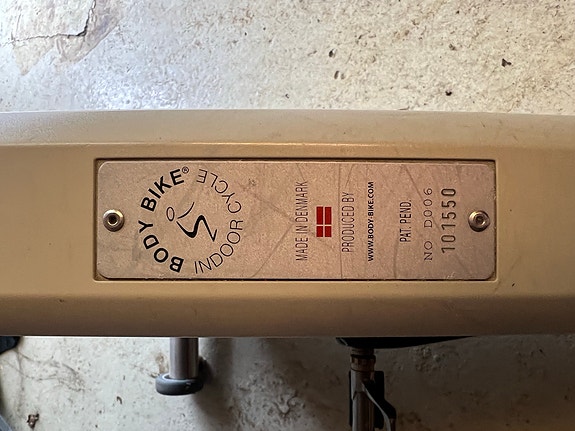 BODY BIKE®
INDOOR CYCLE
MADE IN DENMARK
PRODUCED BY
WWW.BODY-BIKE.COM
PAT. PEND.
NO D006
101550